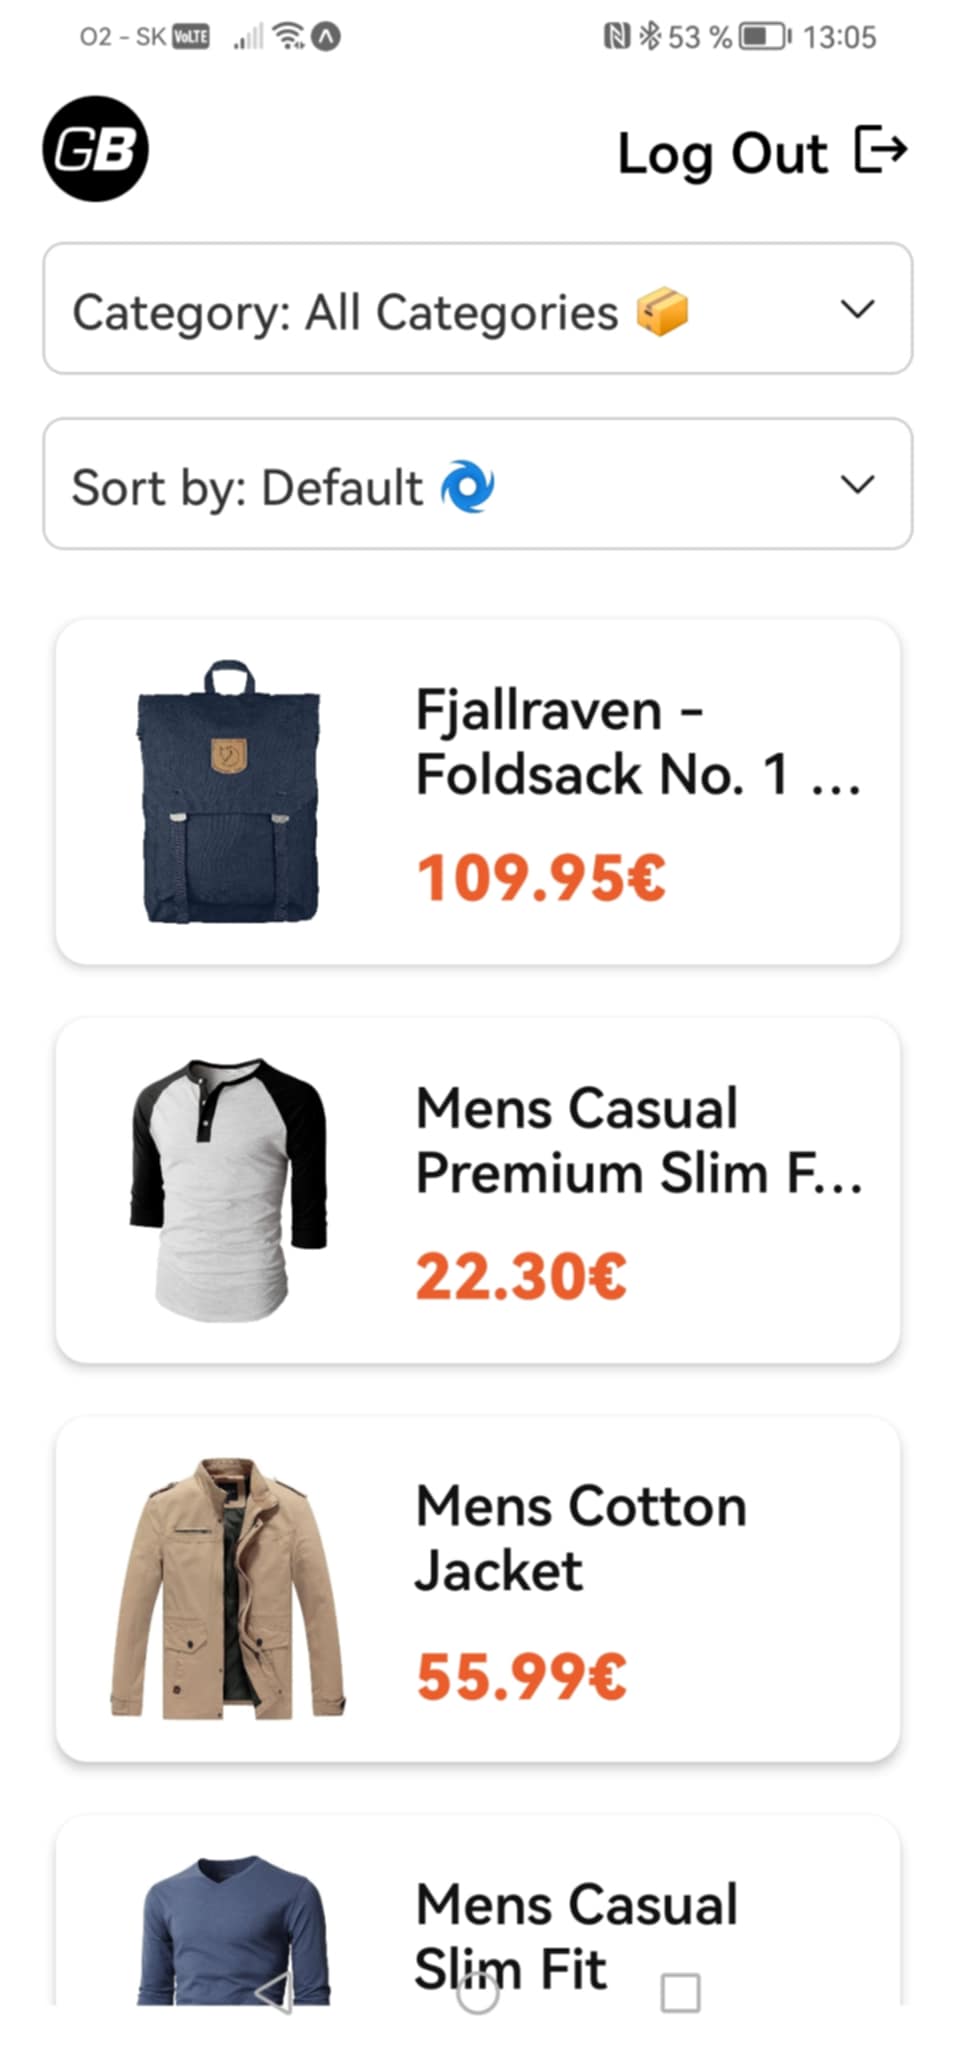 O2 - SK VoLTE 53 % 13:05
GB
Log Out
Category: All Categories 📦
Sort by: Default 🌀
Fjallraven -
Foldsack No. 1 ...
109.95€
Mens Casual
Premium Slim F...
22.30€
Mens Cotton
Jacket
55.99€
Mens Casual
Slim Fit